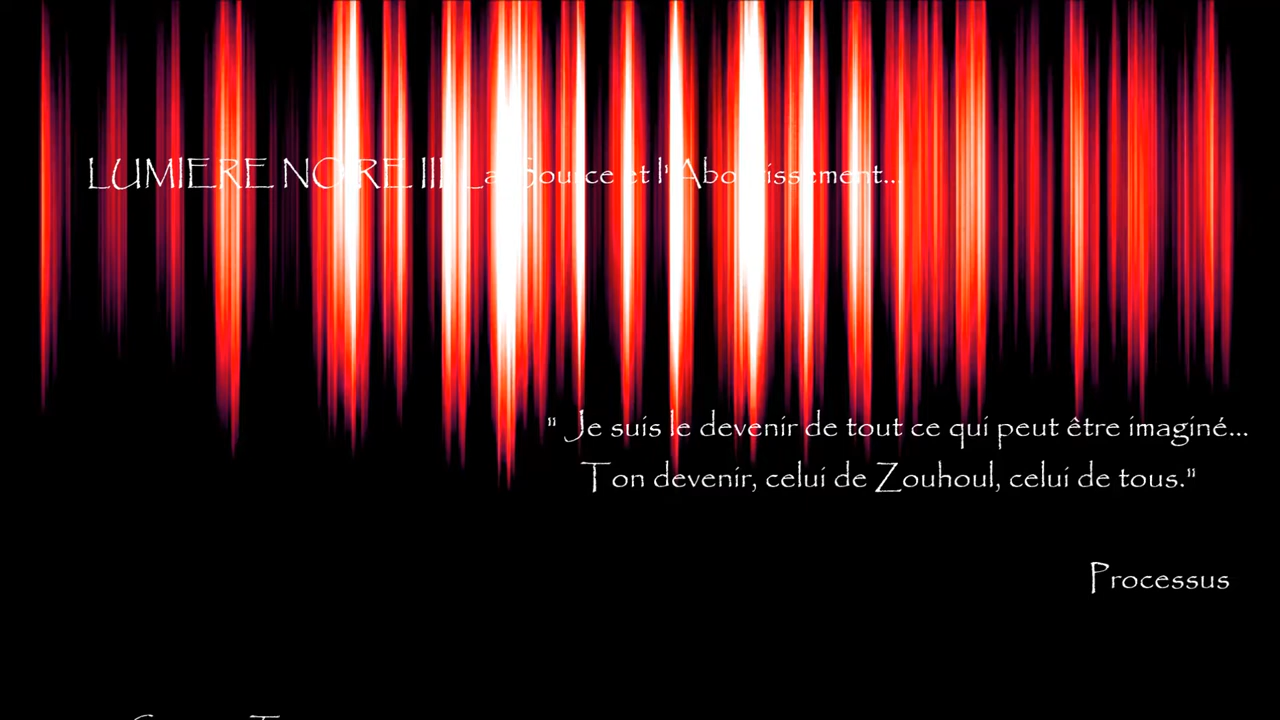 LUMIERE NOIRE III La Source et l'Aboutissement...
" Je suis le devenir de tout ce qui peut être imaginé...
Ton devenir, celui de Zouhoul, celui de tous."
Processus